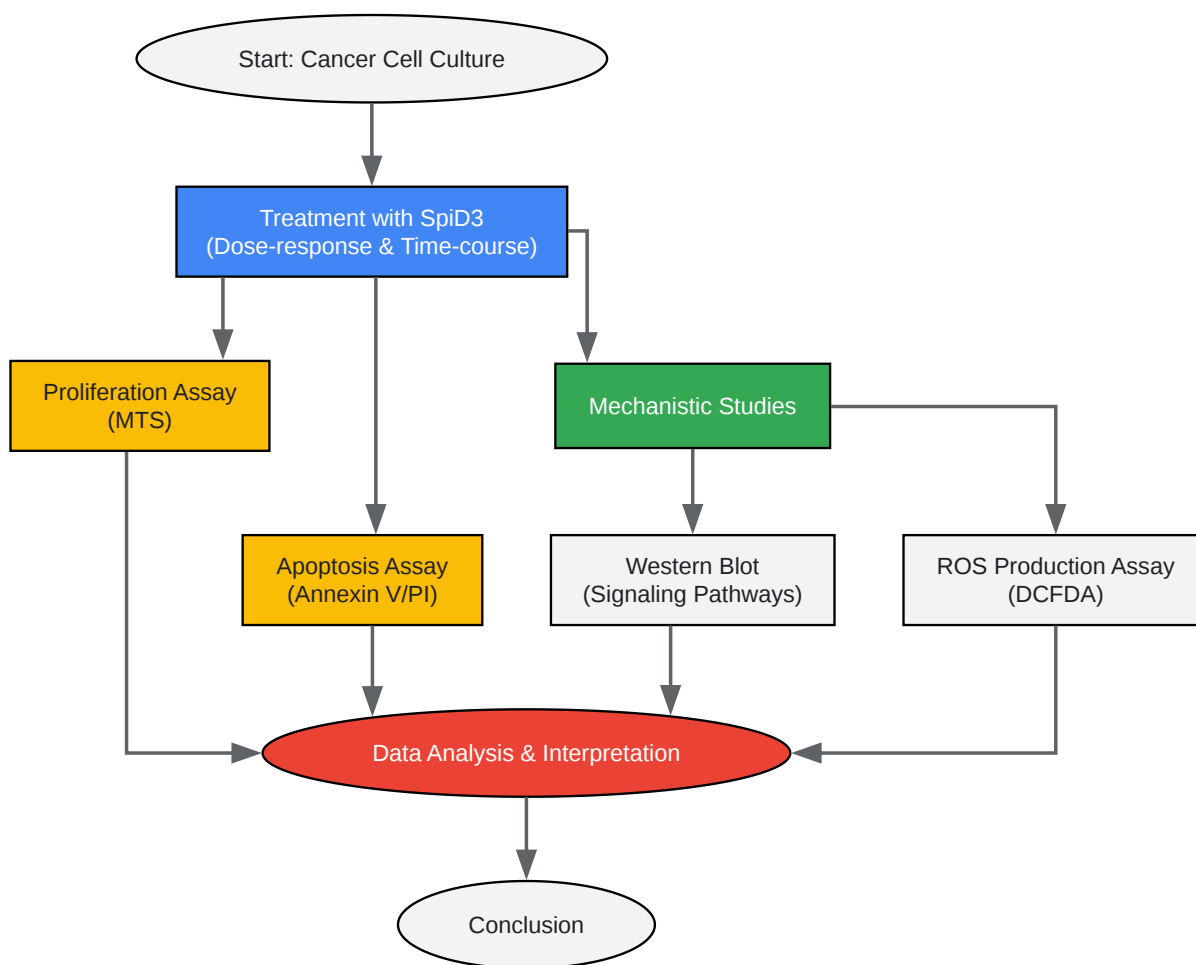 Start: Cancer Cell Culture
Treatment with SpiD3
(Dose-response & Time-course)
Proliferation Assay
(MTS)
Mechanistic Studies
Apoptosis Assay
(Annexin V/PI)
Western Blot
(Signaling Pathways)
ROS Production Assay
(DCFDA)
Data Analysis & Interpretation
Conclusion